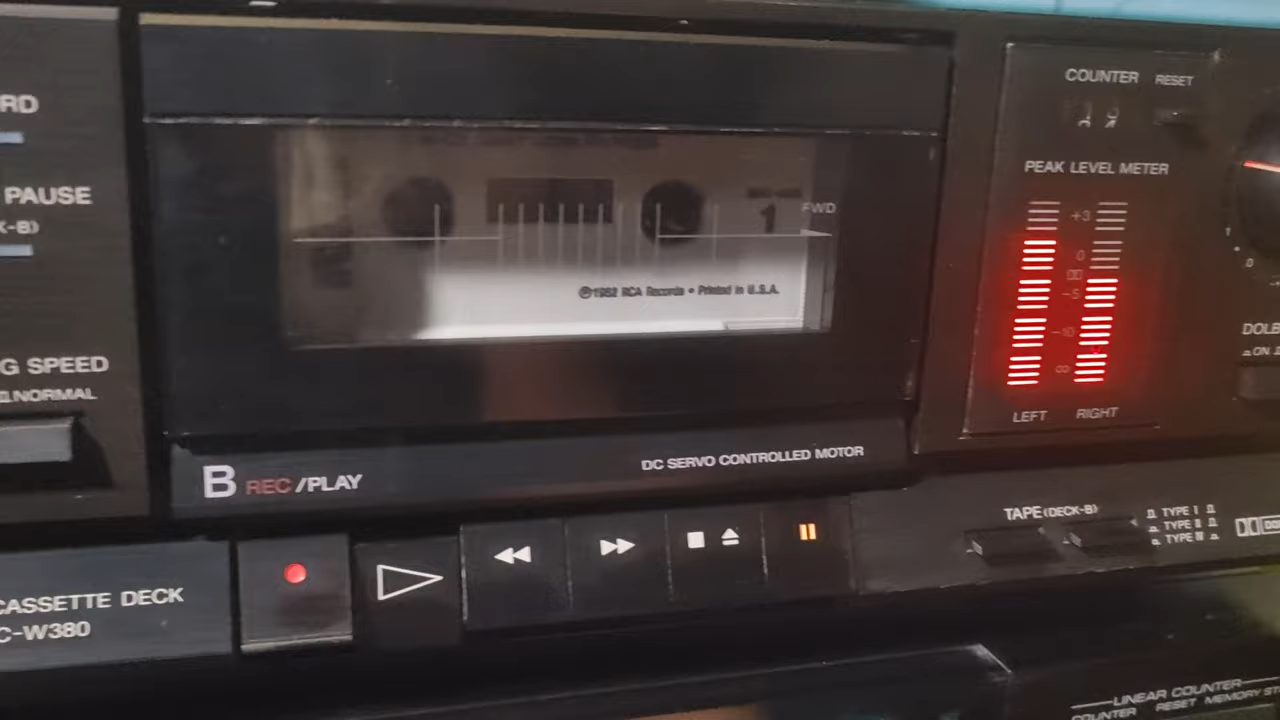 RD
PAUSE
K-B)
G SPEED
NORMAL
CASSETTE DECK
C-W380
1
FWD
℗1982 RCA Records • Printed in U.S.A.
B REC/PLAY
DC SERVO CONTROLLED MOTOR
COUNTER RESET
PEAK LEVEL METER
+3
0
-5
-10
∞
LEFT RIGHT
DOLB
ON
TAPE (DECK-B)
TYPE I
TYPE II
TYPE IV
LINEAR COUNTER
COUNTER RESET MEMORY ST